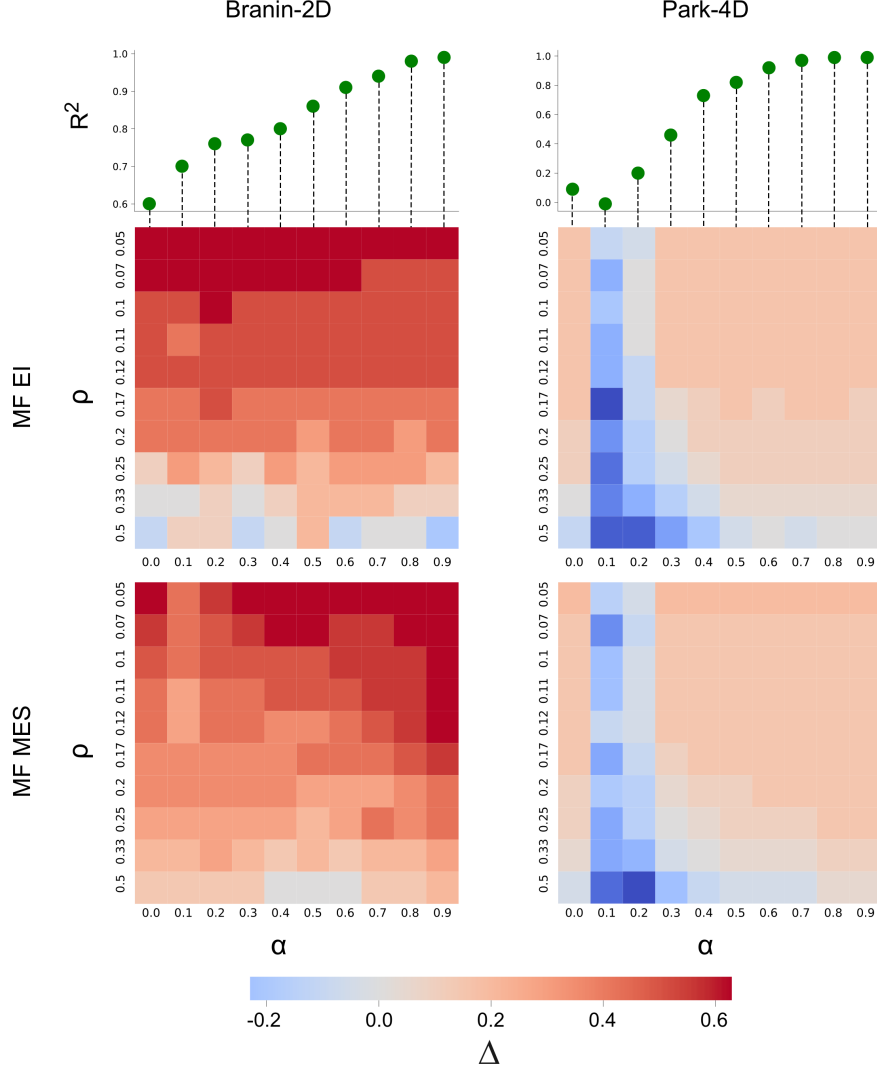 Branin-2D Park-4D
R² 1.0 0.9 0.8 0.7 0.6
1.0 0.8 0.6 0.4 0.2 0.0
MF EI ρ 0.05 0.07 0.1 0.11 0.12 0.17 0.2 0.25 0.33 0.5
0.0 0.1 0.2 0.3 0.4 0.5 0.6 0.7 0.8 0.9
0.05 0.07 0.1 0.11 0.12 0.17 0.2 0.25 0.33 0.5
0.0 0.1 0.2 0.3 0.4 0.5 0.6 0.7 0.8 0.9
MF MES ρ 0.05 0.07 0.1 0.11 0.12 0.17 0.2 0.25 0.33 0.5
0.0 0.1 0.2 0.3 0.4 0.5 0.6 0.7 0.8 0.9
0.05 0.07 0.1 0.11 0.12 0.17 0.2 0.25 0.33 0.5
0.0 0.1 0.2 0.3 0.4 0.5 0.6 0.7 0.8 0.9
α α
-0.2 0.0 0.2 0.4 0.6
Δ